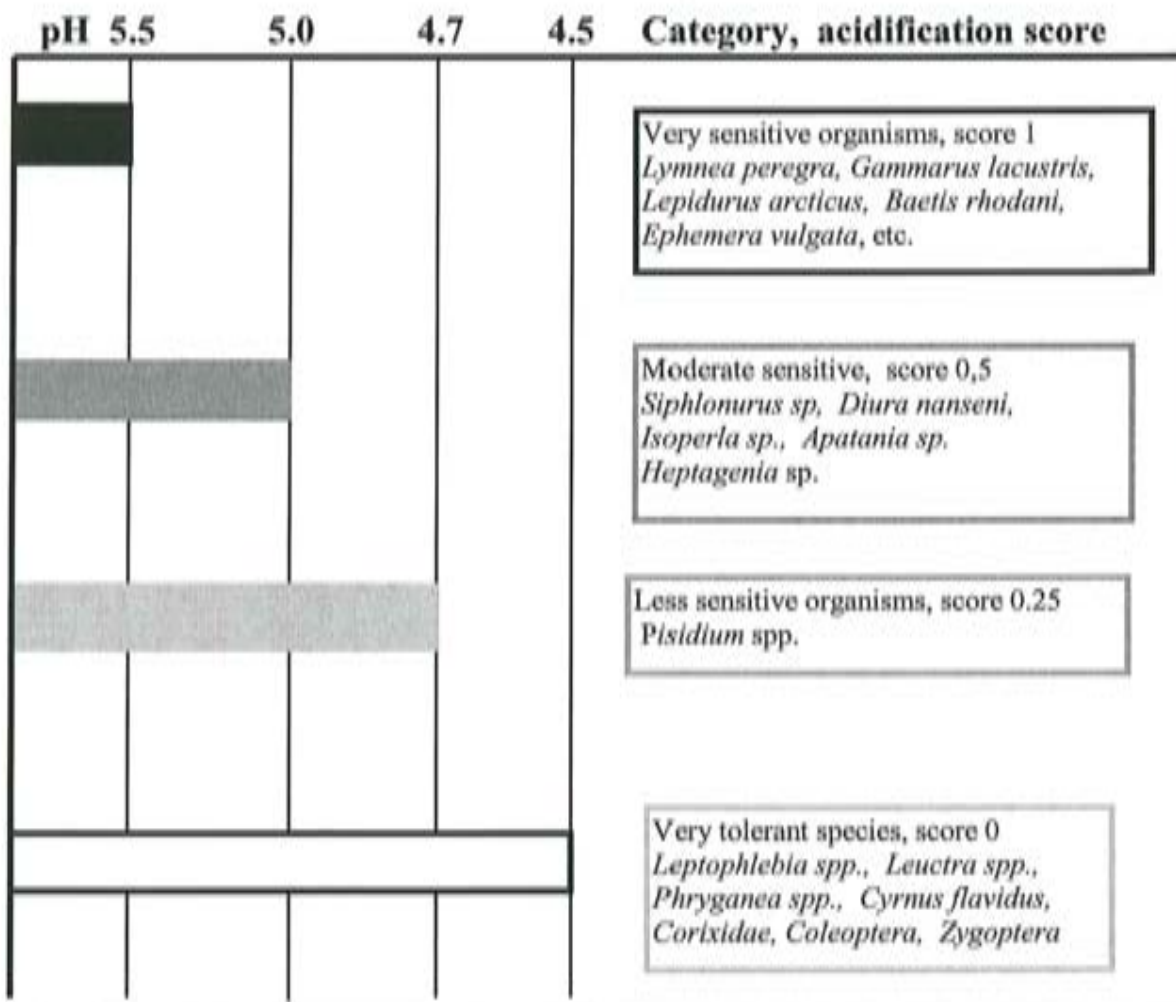 pH 5.5 5.0 4.7 4.5 Category, acidification score
Very sensitive organisms, score 1
Lymnea peregra, Gammarus lacustris,
Lepidurus arcticus, Baetis rhodani,
Ephemera vulgata, etc.
Moderate sensitive, score 0,5
Siphlonurus sp, Diura nanseni,
Isoperla sp., Apatania sp.
Heptagenia sp.
Less sensitive organisms, score 0.25
Pisidium spp.
Very tolerant species, score 0
Leptophlebia spp., Leuctra spp.,
Phryganea spp., Cyrnus flavidus,
Corixidae, Coleoptera, Zygoptera